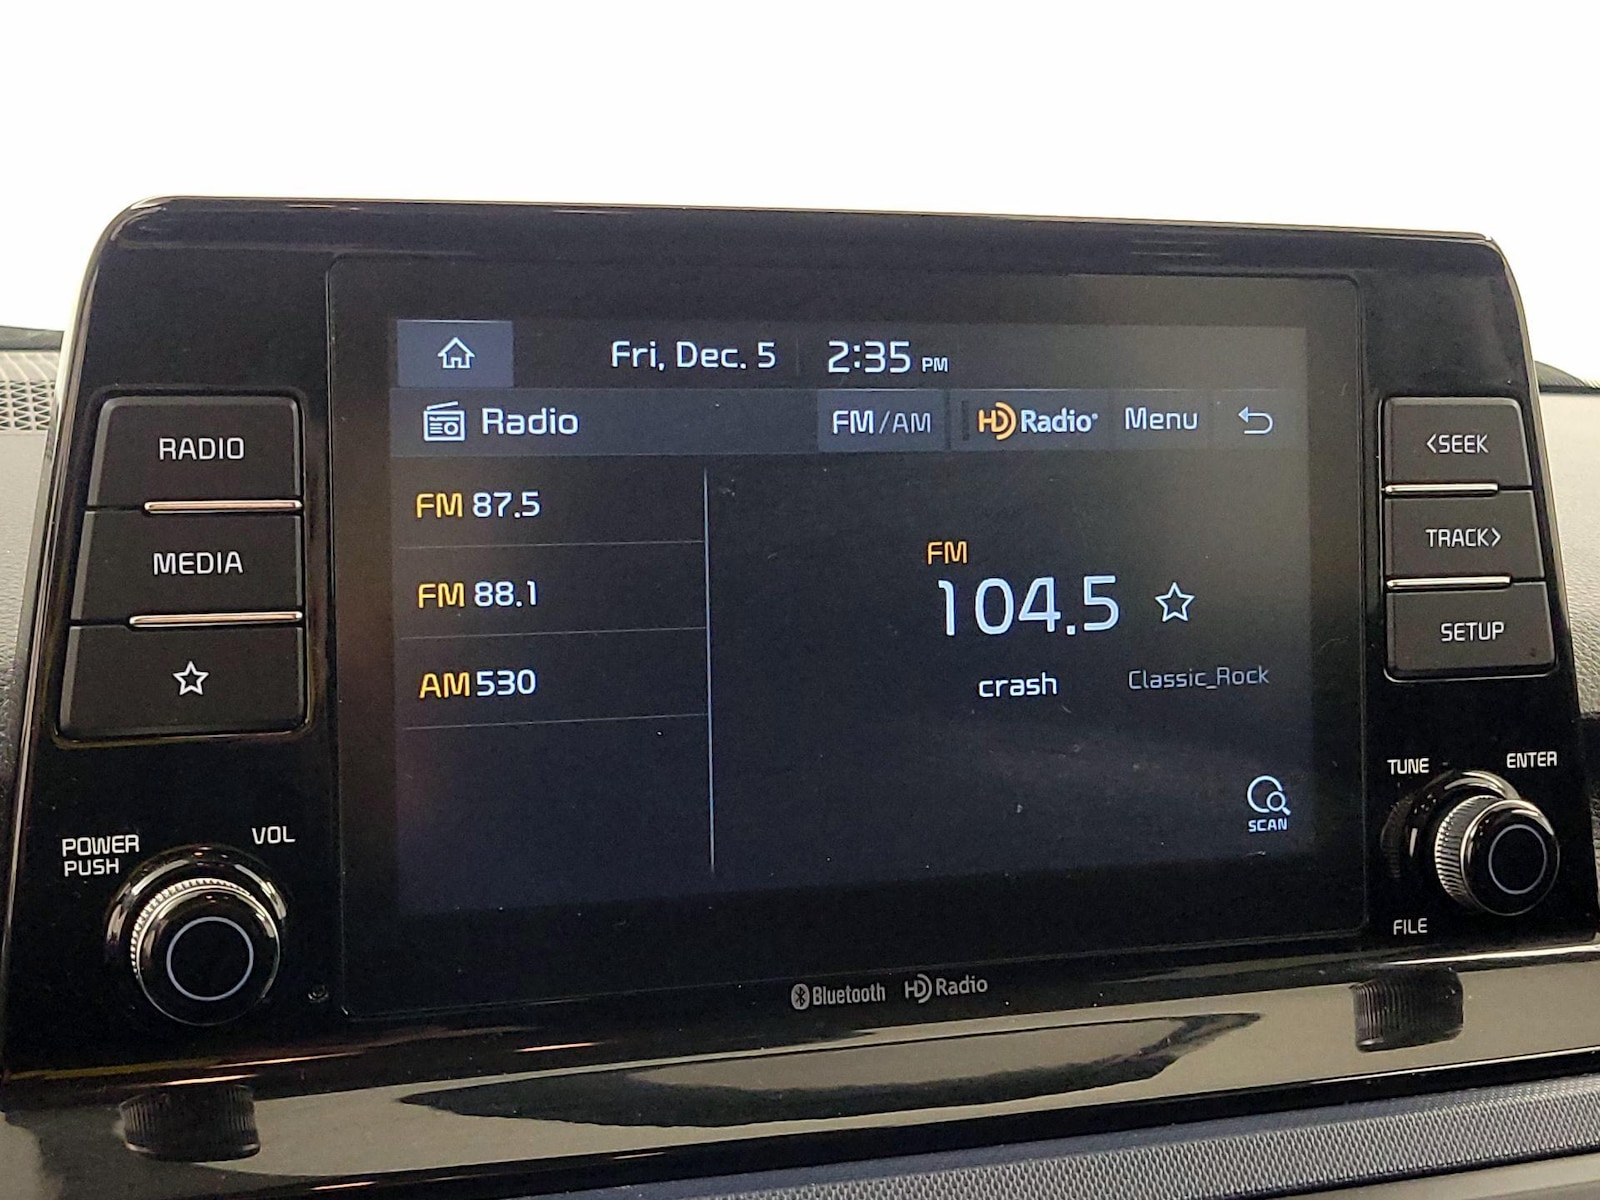 Fri, Dec. 5 2:35 PM
Radio FM/AM HD Radio® Menu
FM 87.5
FM 88.1
AM 530
FM
104.5
crash Classic_Rock
SCAN
RADIO
MEDIA
POWER
PUSH
VOL
<SEEK
TRACK>
SETUP
TUNE
ENTER
FILE
Bluetooth HD Radio